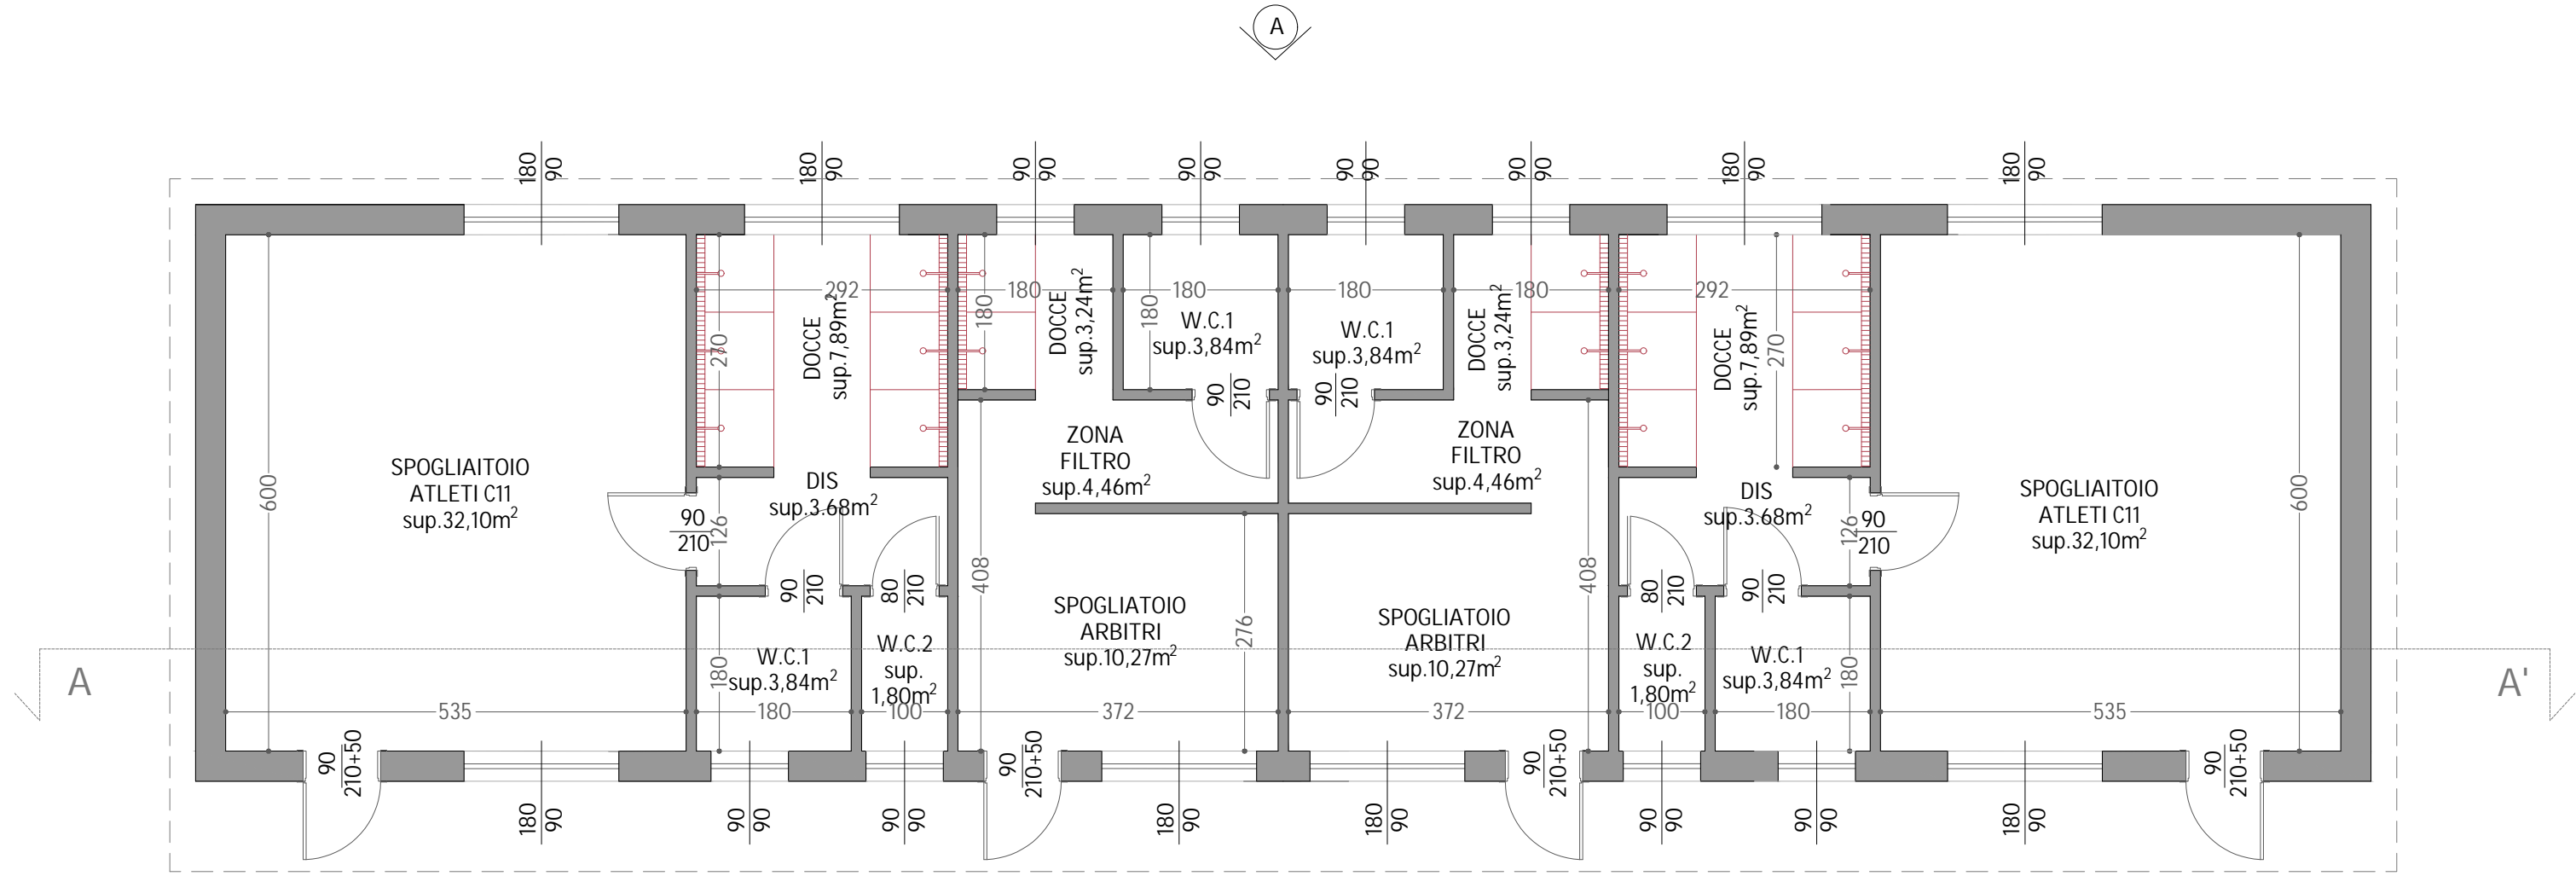 A
180
90
180
90
90
90
90
90
90
90
90
90
180
90
180
90
292
180
180
180
180
292
600
270
180
180
270
600
DOCCE
sup.7,89m²
DOCCE
sup.3,24m²
W.C.1
sup.3,84m²
W.C.1
sup.3,84m²
DOCCE
sup.3,24m²
DOCCE
sup.7,89m²
90
210
90
210
SPOGLIAITOIO
ATLETI C11
sup.32,10m²
DIS
sup.3.68m²
ZONA
FILTRO
sup.4,46m²
ZONA
FILTRO
sup.4,46m²
DIS
sup.3.68m²
SPOGLIAITOIO
ATLETI C11
sup.32,10m²
90
210
126
126
90
210
90
210
80
210
408
408
80
210
90
210
SPOGLIATOIO
ARBITRI
sup.10,27m²
276
SPOGLIATOIO
ARBITRI
sup.10,27m²
W.C.1
sup.3,84m²
180
W.C.2
sup.
1,80m²
W.C.2
sup.
1,80m²
W.C.1
sup.3,84m²
180
A
A'
535
180
100
372
372
100
180
535
90
210+50
90
210+50
90
210+50
90
210+50
180
90
90
90
90
90
180
90
180
90
90
90
90
90
180
90